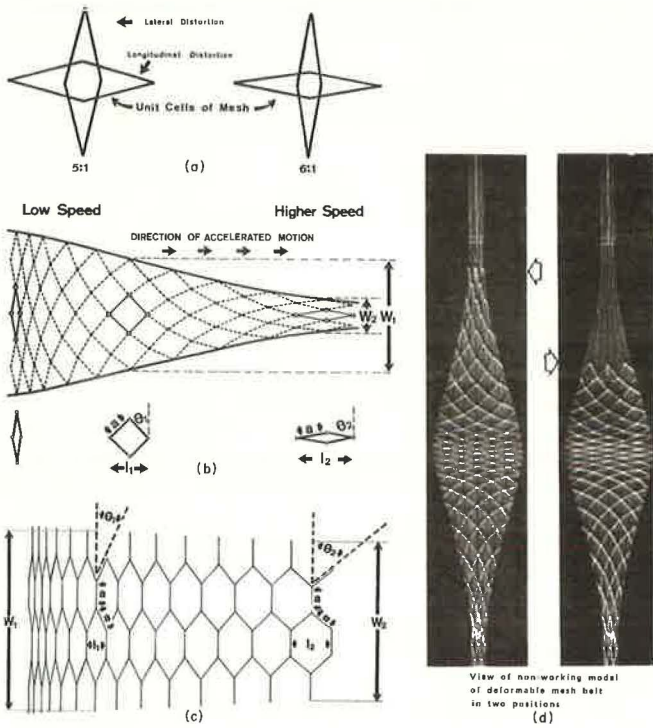 Lateral Distortion
Longitudinal Distortion
Unit Cells of Mesh
5:1
(a)
6:1
Low Speed
Higher Speed
DIRECTION OF ACCELERATED MOTION
W₂ W₁
a θ₁
a θ₂
l₁
(b)
l₂
θ₁
θ₂
W₁
a
a
a
a
W₂
l₁
l₂
(c)
View of non-working model
of deformable mesh belt
in two positions
(d)